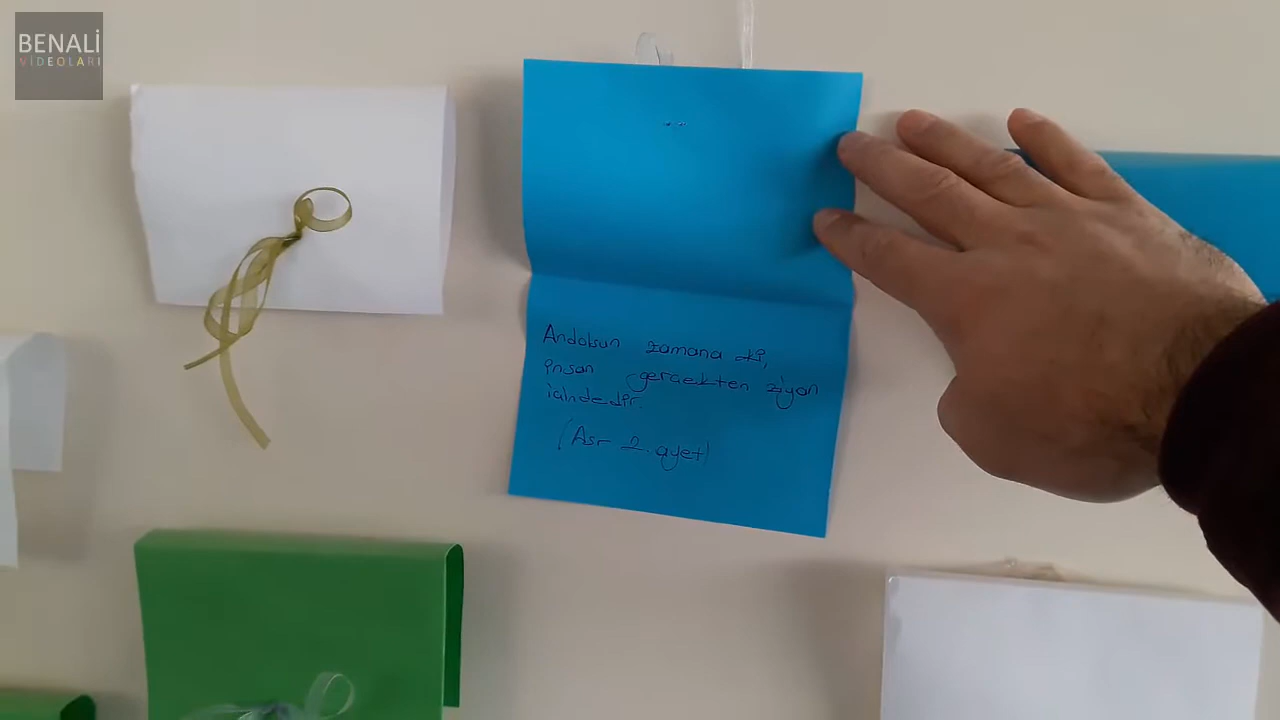 BENALİ
VİDEOLARI
Andolsun zamana ki,
insan gerçekten ziyan
içindedir.
(Asr 2. ayet)